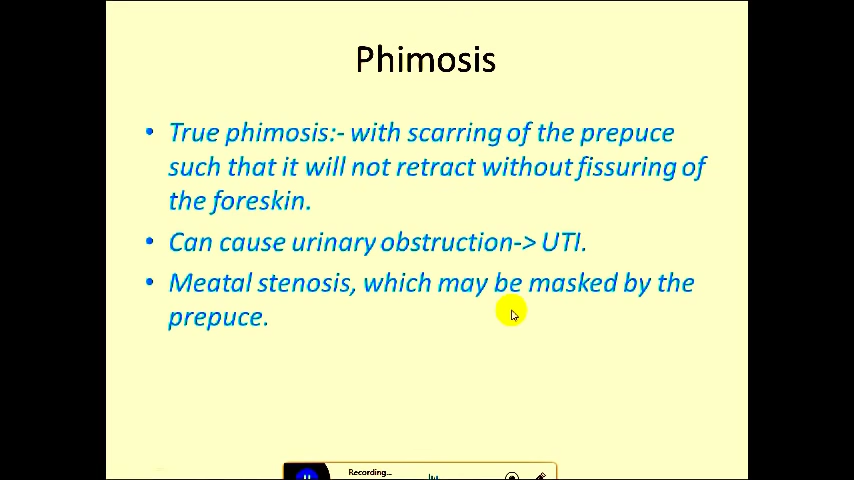 Phimosis
• True phimosis:- with scarring of the prepuce
such that it will not retract without fissuring of
the foreskin.
• Can cause urinary obstruction-> UTI.
• Meatal stenosis, which may be masked by the
prepuce.
Recording...